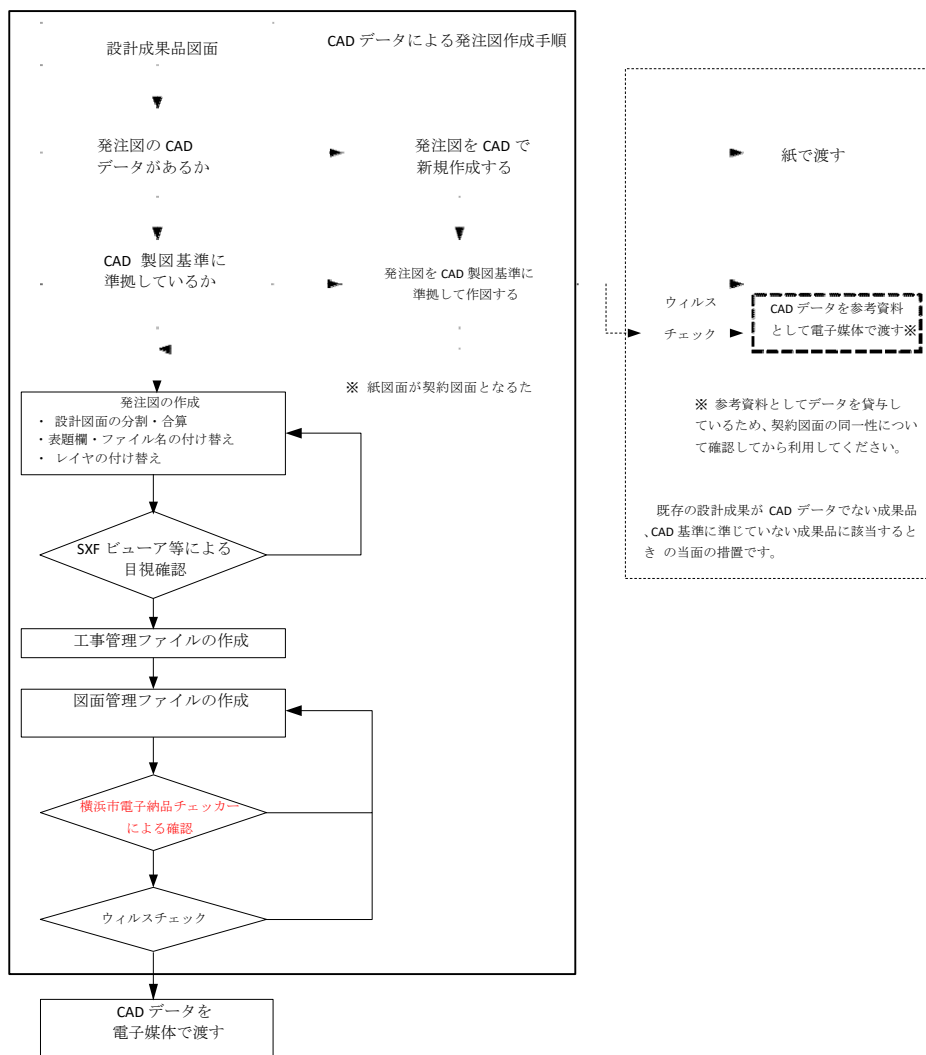 設計成果品図面
CAD データによる発注図作成手順
発注図の CAD
データがあるか
発注図を CAD で
新規作成する
紙で渡す
CAD 製図基準に
準拠しているか
発注図を CAD 製図基準に
準拠して作図する
ウィルス
チェック
CAD データを参考資料
として電子媒体で渡す※
※ 紙図面が契約図面となるた
※ 参考資料としてデータを貸与し
ているため、契約図面の同一性につい
て確認してから利用してください。
発注図の作成
・ 設計図面の分割・合算
・表題欄・ファイル名の付け替え
・ レイヤの付け替え
既存の設計成果が CAD データでない成果品
、CAD 基準に準じていない成果品に該当すると
き の当面の措置です。
SXF ビューア等による
目視確認
工事管理ファイルの作成
図面管理ファイルの作成
横浜市電子納品チェッカー
による確認
ウィルスチェック
CAD データを
電子媒体で渡す